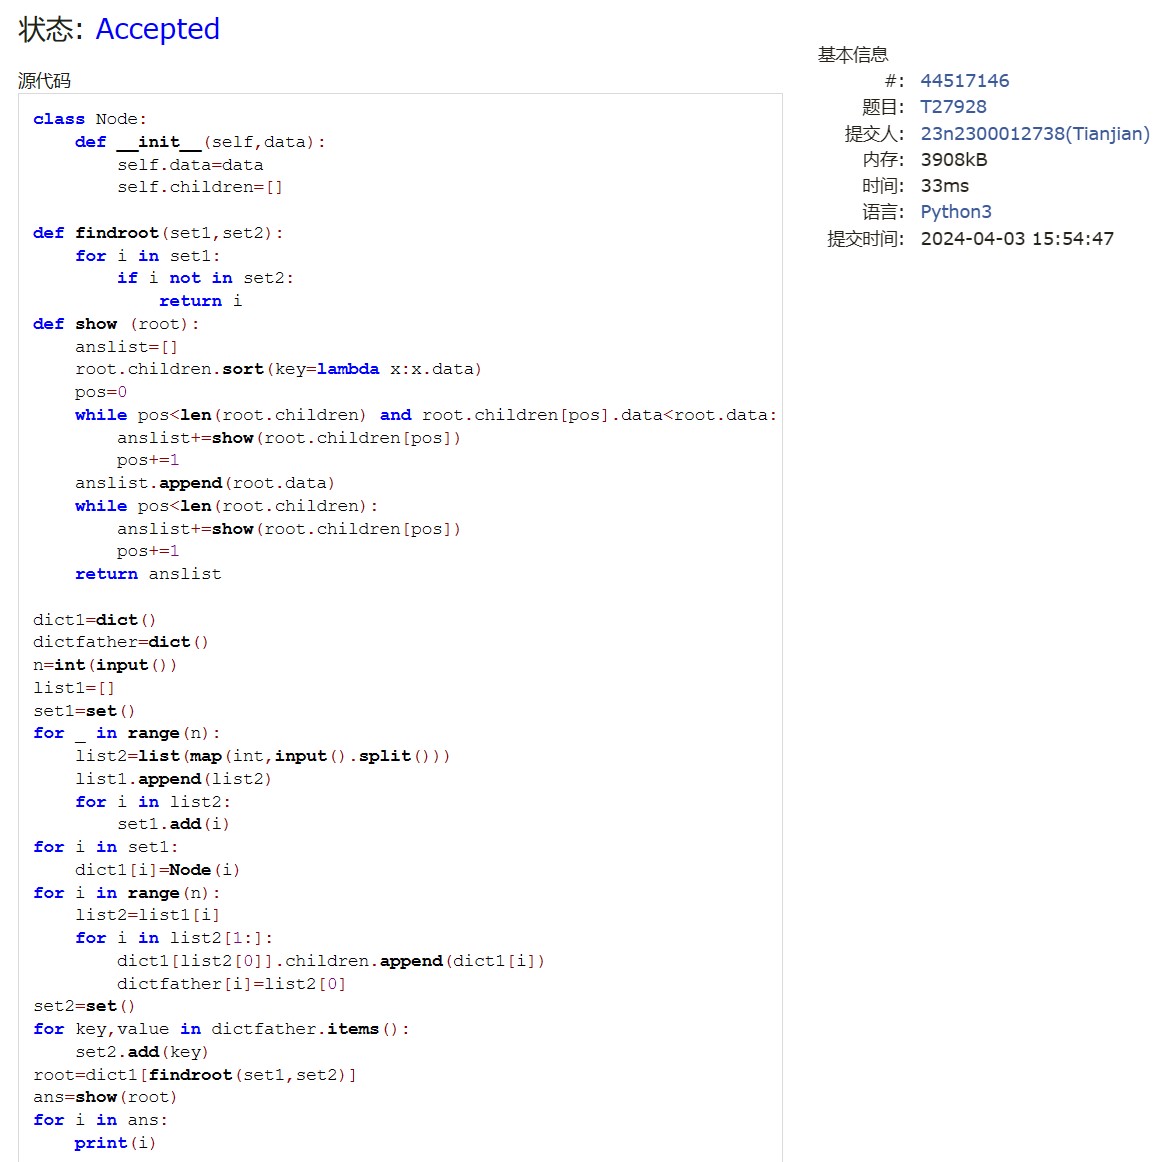 状态: Accepted
源代码
class Node:
    def __init__(self,data):
        self.data=data
        self.children=[]

def findroot(set1,set2):
    for i in set1:
        if i not in set2:
            return i
def show (root):
    anslist=[]
    root.children.sort(key=lambda x:x.data)
    pos=0
    while pos<len(root.children) and root.children[pos].data<root.data:
        anslist+=show(root.children[pos])
        pos+=1
    anslist.append(root.data)
    while pos<len(root.children):
        anslist+=show(root.children[pos])
        pos+=1
    return anslist

dict1=dict()
dictfather=dict()
n=int(input())
list1=[]
set1=set()
for _ in range(n):
    list2=list(map(int,input().split()))
    list1.append(list2)
    for i in list2:
        set1.add(i)
for i in set1:
    dict1[i]=Node(i)
for i in range(n):
    list2=list1[i]
    for i in list2[1:]:
        dict1[list2[0]].children.append(dict1[i])
        dictfather[i]=list2[0]
set2=set()
for key,value in dictfather.items():
    set2.add(key)
root=dict1[findroot(set1,set2)]
ans=show(root)
for i in ans:
    print(i)
基本信息
#: 44517146
题目: T27928
提交人: 23n2300012738(Tianjian)
内存: 3908kB
时间: 33ms
语言: Python3
提交时间: 2024-04-03 15:54:47